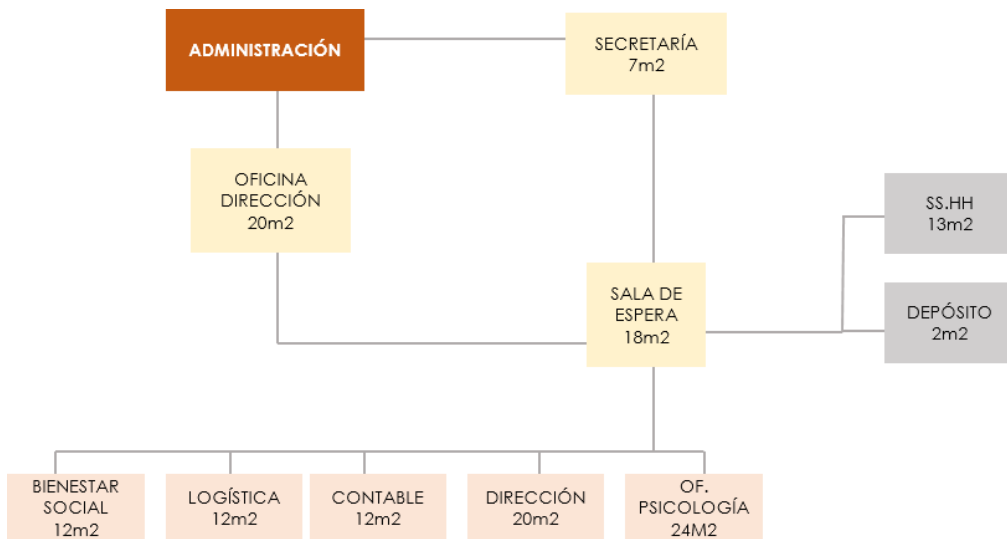 ADMINISTRACIÓN
SECRETARÍA
7m2
OFICINA
DIRECCIÓN
20m2
SS.HH
13m2
SALA DE
ESPERA
18m2
DEPÓSITO
2m2
BIENESTAR
SOCIAL
12m2
LOGÍSTICA
12m2
CONTABLE
12m2
DIRECCIÓN
20m2
OF.
PSICOLOGÍA
24M2